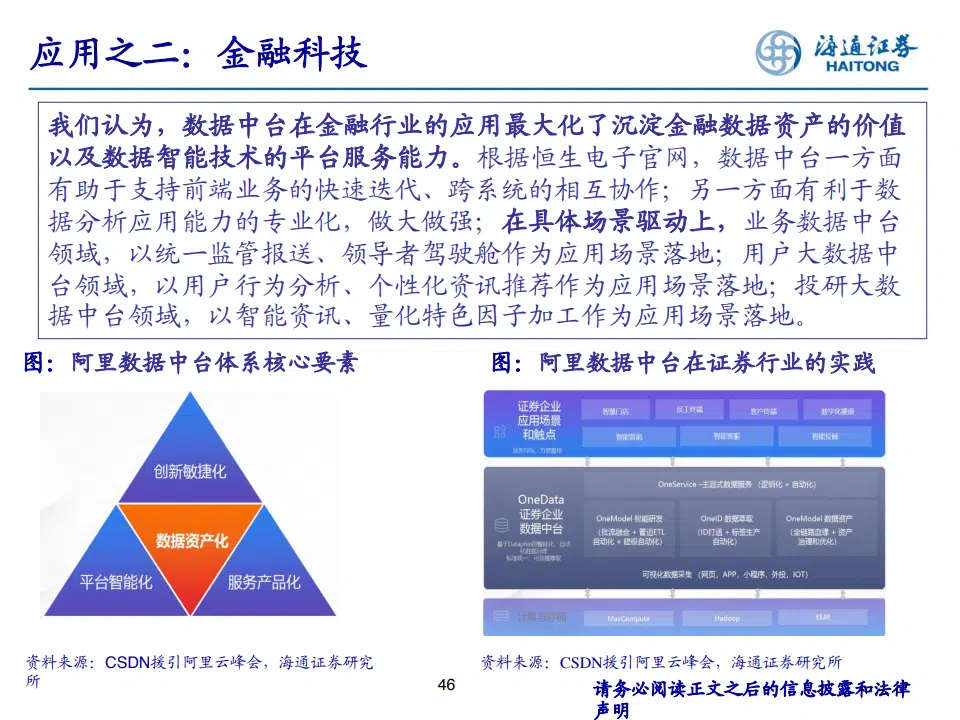 应用之二：金融科技
海通证券
HAITONG
我们认为，数据中台在金融行业的应用最大化了沉淀金融数据资产的价值
以及数据智能技术的平台服务能力。根据恒生电子官网，数据中台一方面
有助于支持前端业务的快速迭代、跨系统的相互协作；另一方面有利于数
据分析应用能力的专业化，做大做强；在具体场景驱动上，业务数据中台
领域，以统一监管报送、领导者驾驶舱作为应用场景落地；用户大数据中
台领域，以用户行为分析、个性化资讯推荐作为应用场景落地；投研大数
据中台领域，以智能资讯、量化特色因子加工作为应用场景落地。
图：阿里数据中台体系核心要素
创新敏捷化
数据资产化
平台智能化
服务产品化
资料来源：CSDN援引阿里云峰会，海通证券研究
所
图：阿里数据中台在证券行业的实践
证券企业
应用场景
和触点
智慧门店
员工终端
客户终端
数字化渠道
智能营销
智能客服
智能投顾
OneData
证券企业
数据中台
OneService –主题式数据服务（逻辑化 + 自动化）
OneModel 智能研发
（批流融合 + 管道ETL
自动化 + 建模自动化）
OneID 数据萃取
（ID打通 + 标签生产
自动化）
OneModel 数据资产
（全链路血缘 + 资产
治理和优化）
可视化数据采集（网页、APP、小程序、外投、IOT）
计算与存储
MaxCompute
Hadoop
资料来源：CSDN援引阿里云峰会，海通证券研究所
46
请务必阅读正文之后的信息披露和法律
声明